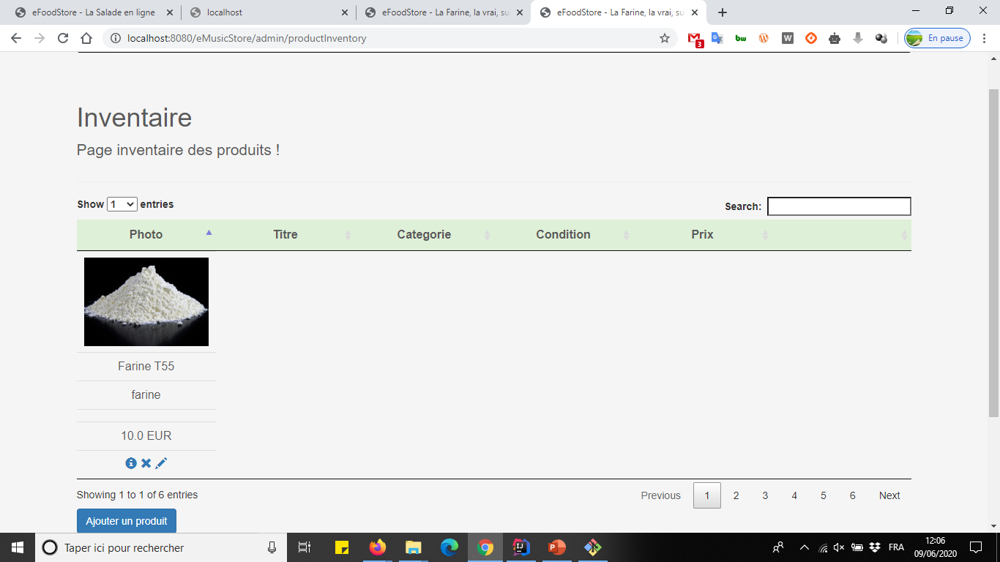 eFoodStore - La Salade en ligne
localhost
eFoodStore - La Farine, la vrai, su
eFoodStore - La Farine, la vrai, su
localhost:8080/eMusicStore/admin/productInventory
3
bw
W
En pause
Inventaire
Page inventaire des produits !
Show 1 entries
Search:
Photo Titre Categorie Condition Prix
Farine T55
farine
10.0 EUR
Showing 1 to 1 of 6 entries
Previous 1 2 3 4 5 6 Next
Ajouter un produit
Taper ici pour rechercher
FRA
12:06
09/06/2020